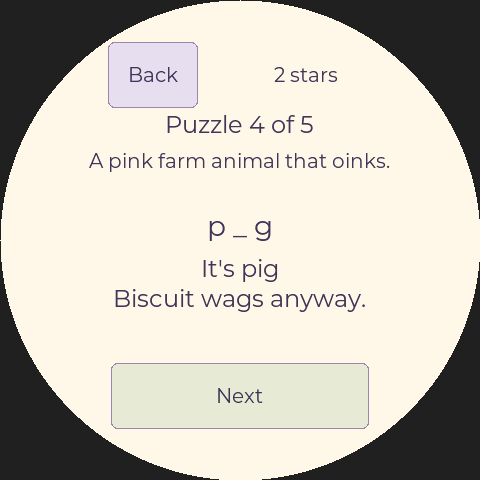 Back
2 stars
Puzzle 4 of 5
A pink farm animal that oinks.
p _ g
It's pig
Biscuit wags anyway.
Next